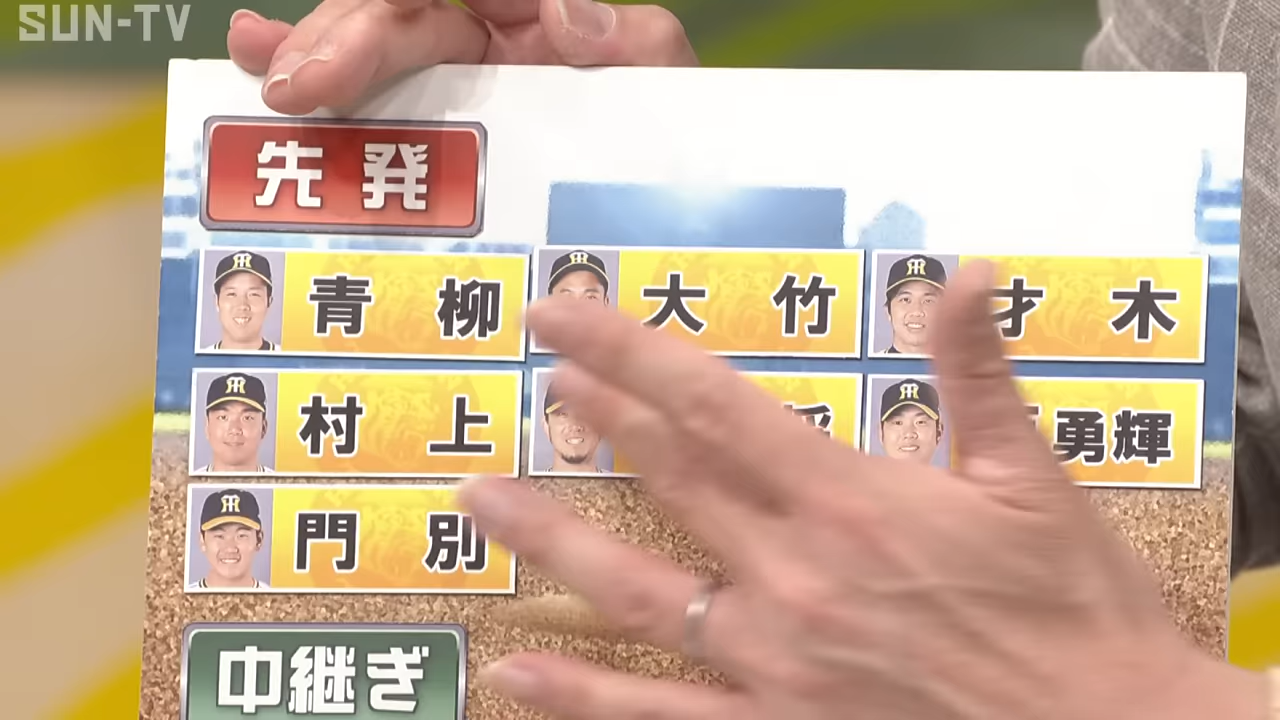 SUN-TV
先発
青柳 大竹 才木
村上 将 勇輝
門別
中継ぎ